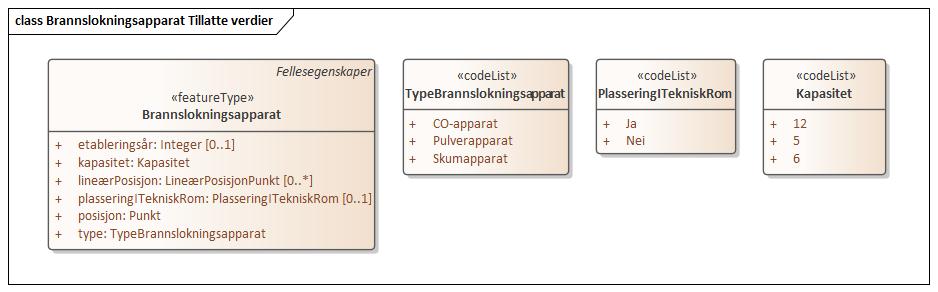 class Brannslokningsapparat Tillatte verdier
Fellesegenskaper
«featureType»
Brannslokningsapparat
+ etableringsår: Integer [0..1]
+ kapasitet: Kapasitet
+ lineærPosisjon: LineærPosisjonPunkt [0..*]
+ plasseringITekniskRom: PlasseringITekniskRom [0..1]
+ posisjon: Punkt
+ type: TypeBrannslokningsapparat
«codeList»
TypeBrannslokningsapparat
+ CO-apparat
+ Pulverapparat
+ Skumapparat
«codeList»
PlasseringITekniskRom
+ Ja
+ Nei
«codeList»
Kapasitet
+ 12
+ 5
+ 6